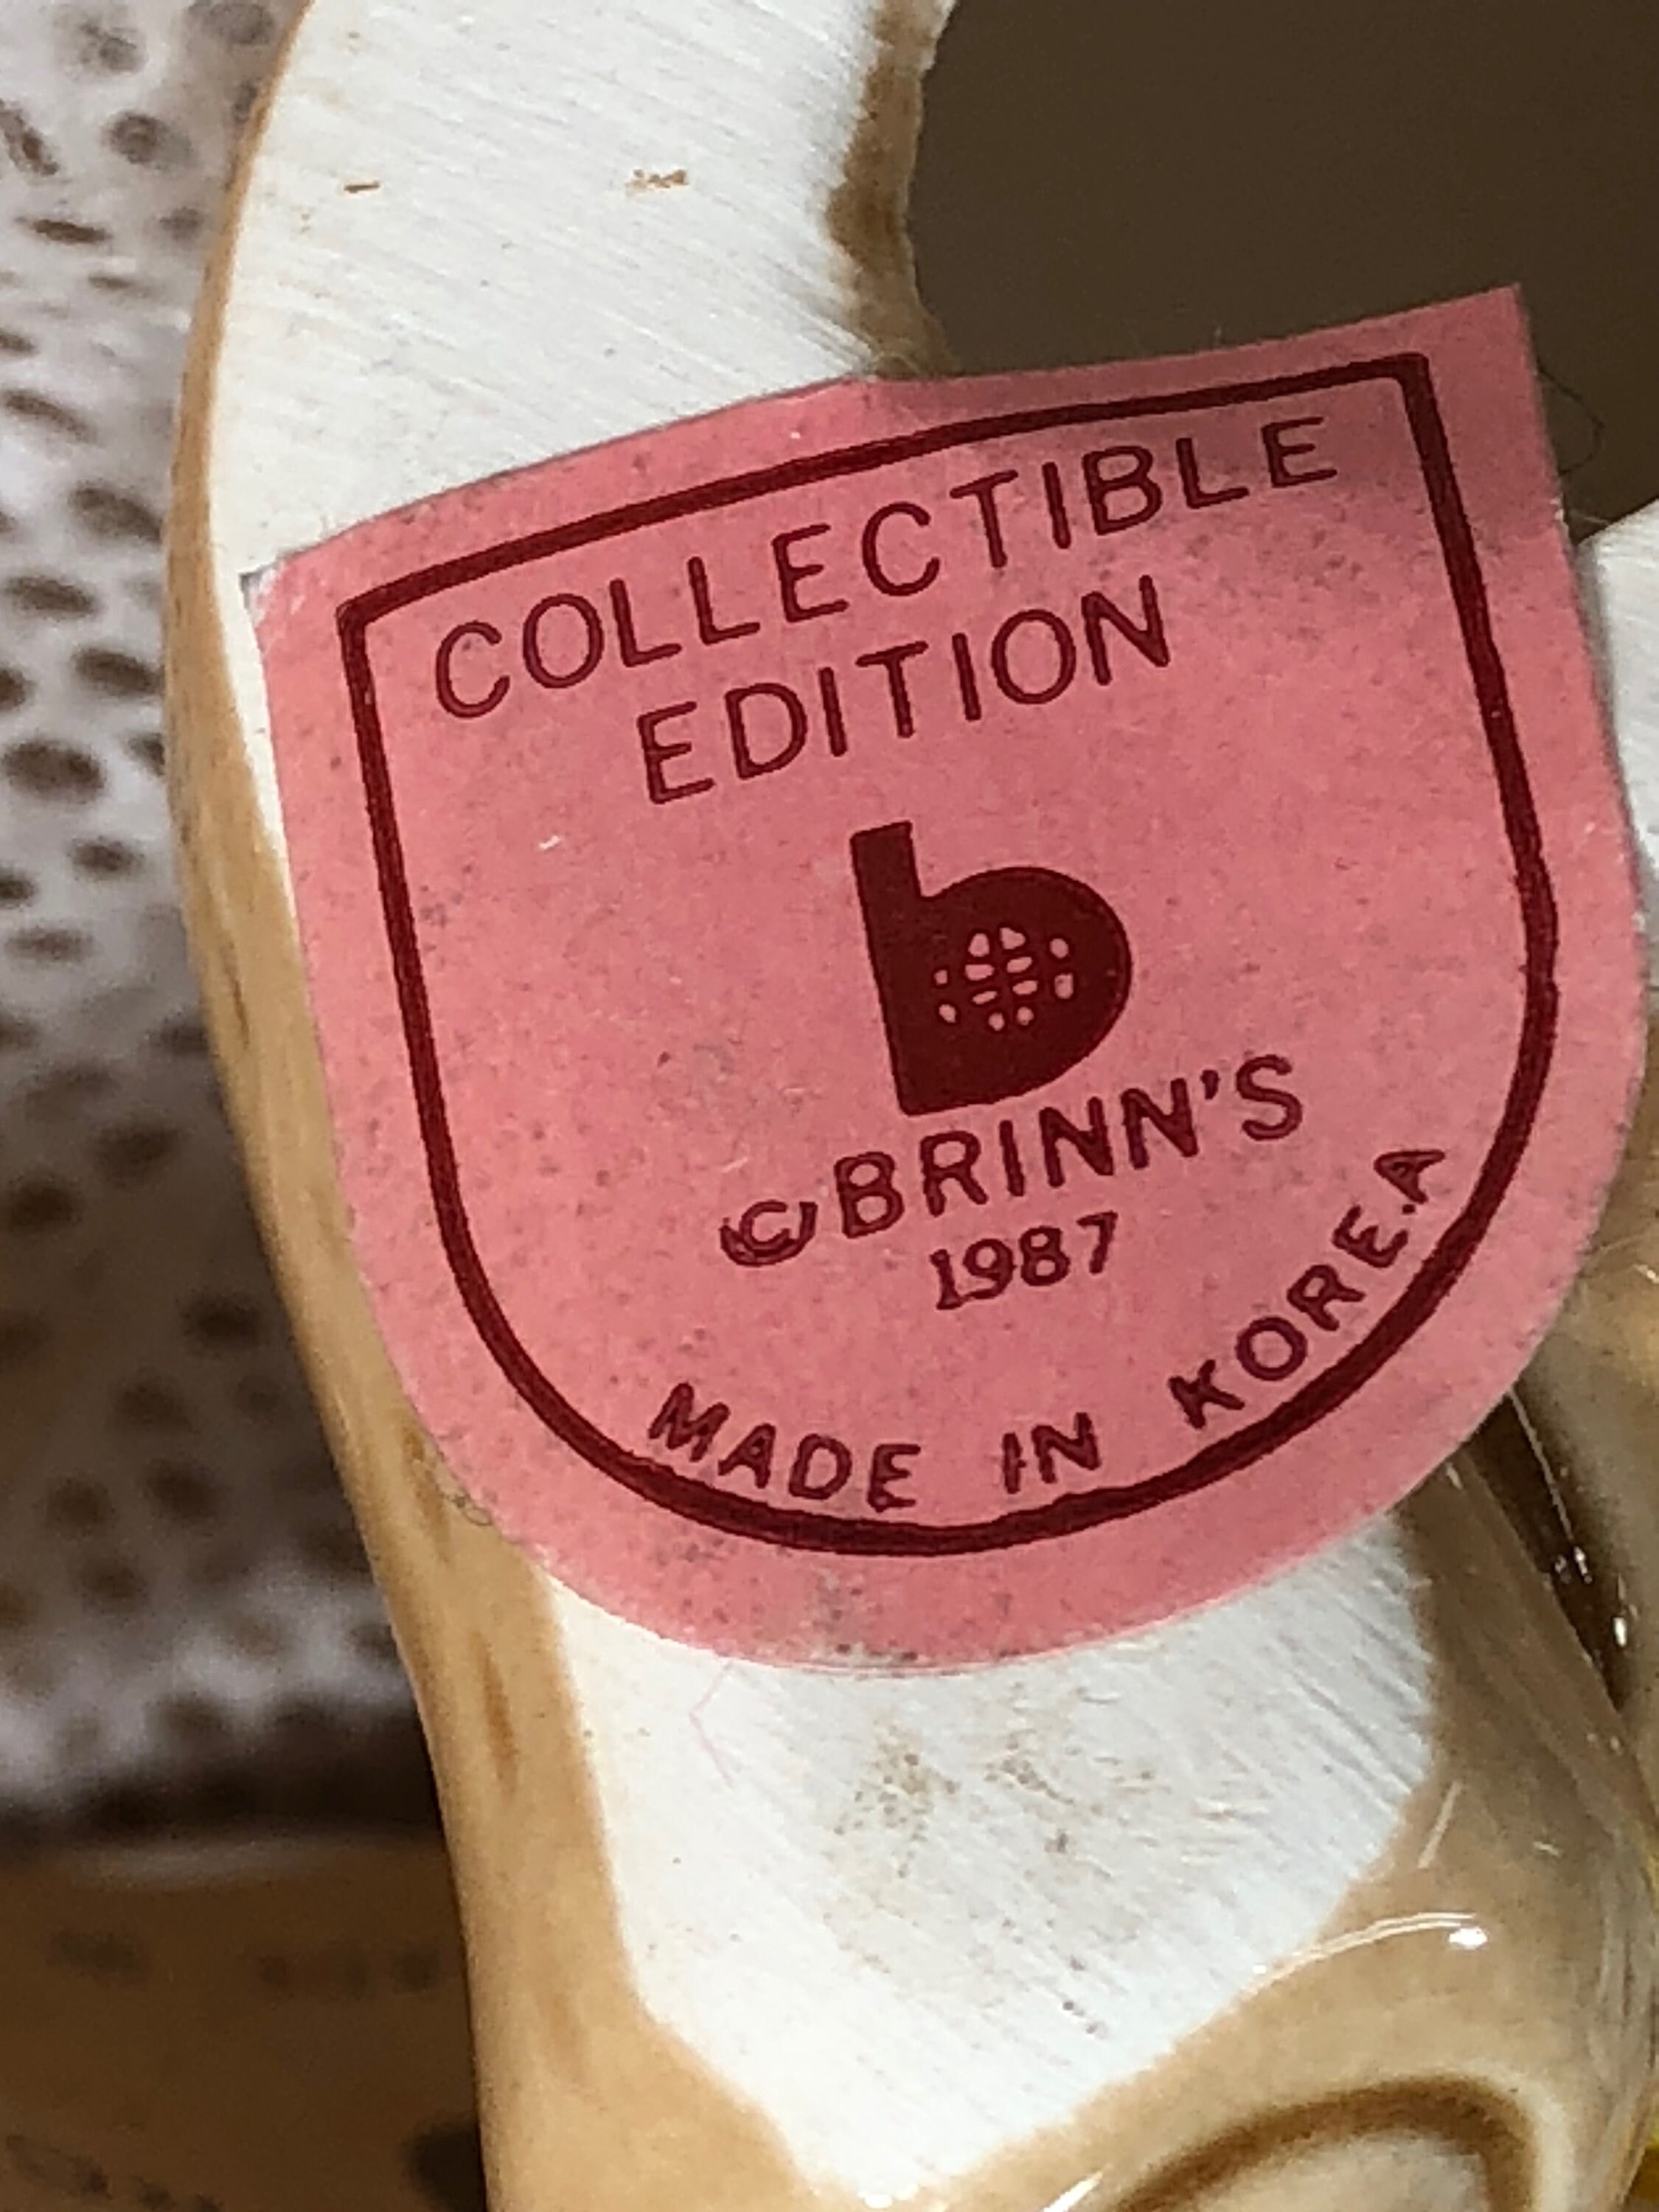 COLLECTIBLE
EDITION
b
©BRINN'S
1987
MADE IN KOREA